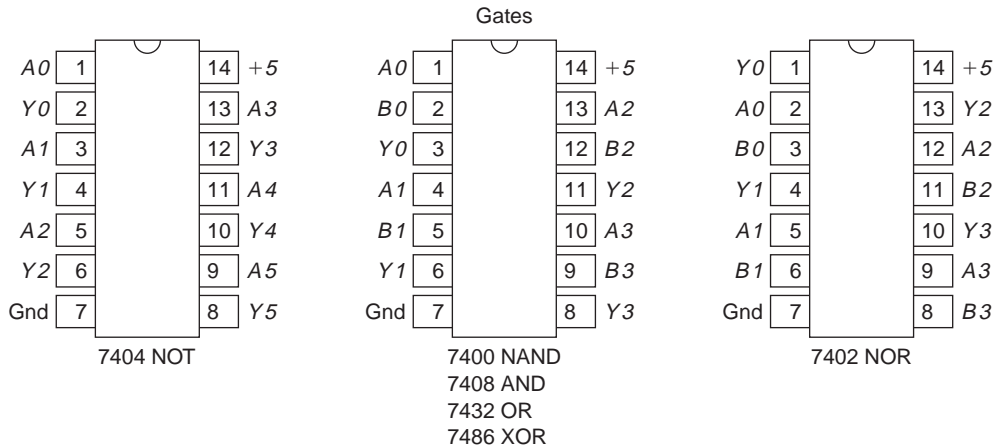 Gates
A0 1 14 +5
Y0 2 13 A3
A1 3 12 Y3
Y1 4 11 A4
A2 5 10 Y4
Y2 6 9 A5
Gnd 7 8 Y5
7404 NOT
A0 1 14 +5
B0 2 13 A2
Y0 3 12 B2
A1 4 11 Y2
B1 5 10 A3
Y1 6 9 B3
Gnd 7 8 Y3
7400 NAND
7408 AND
7432 OR
7486 XOR
Y0 1 14 +5
A0 2 13 Y2
B0 3 12 A2
Y1 4 11 B2
A1 5 10 Y3
B1 6 9 A3
Gnd 7 8 B3
7402 NOR